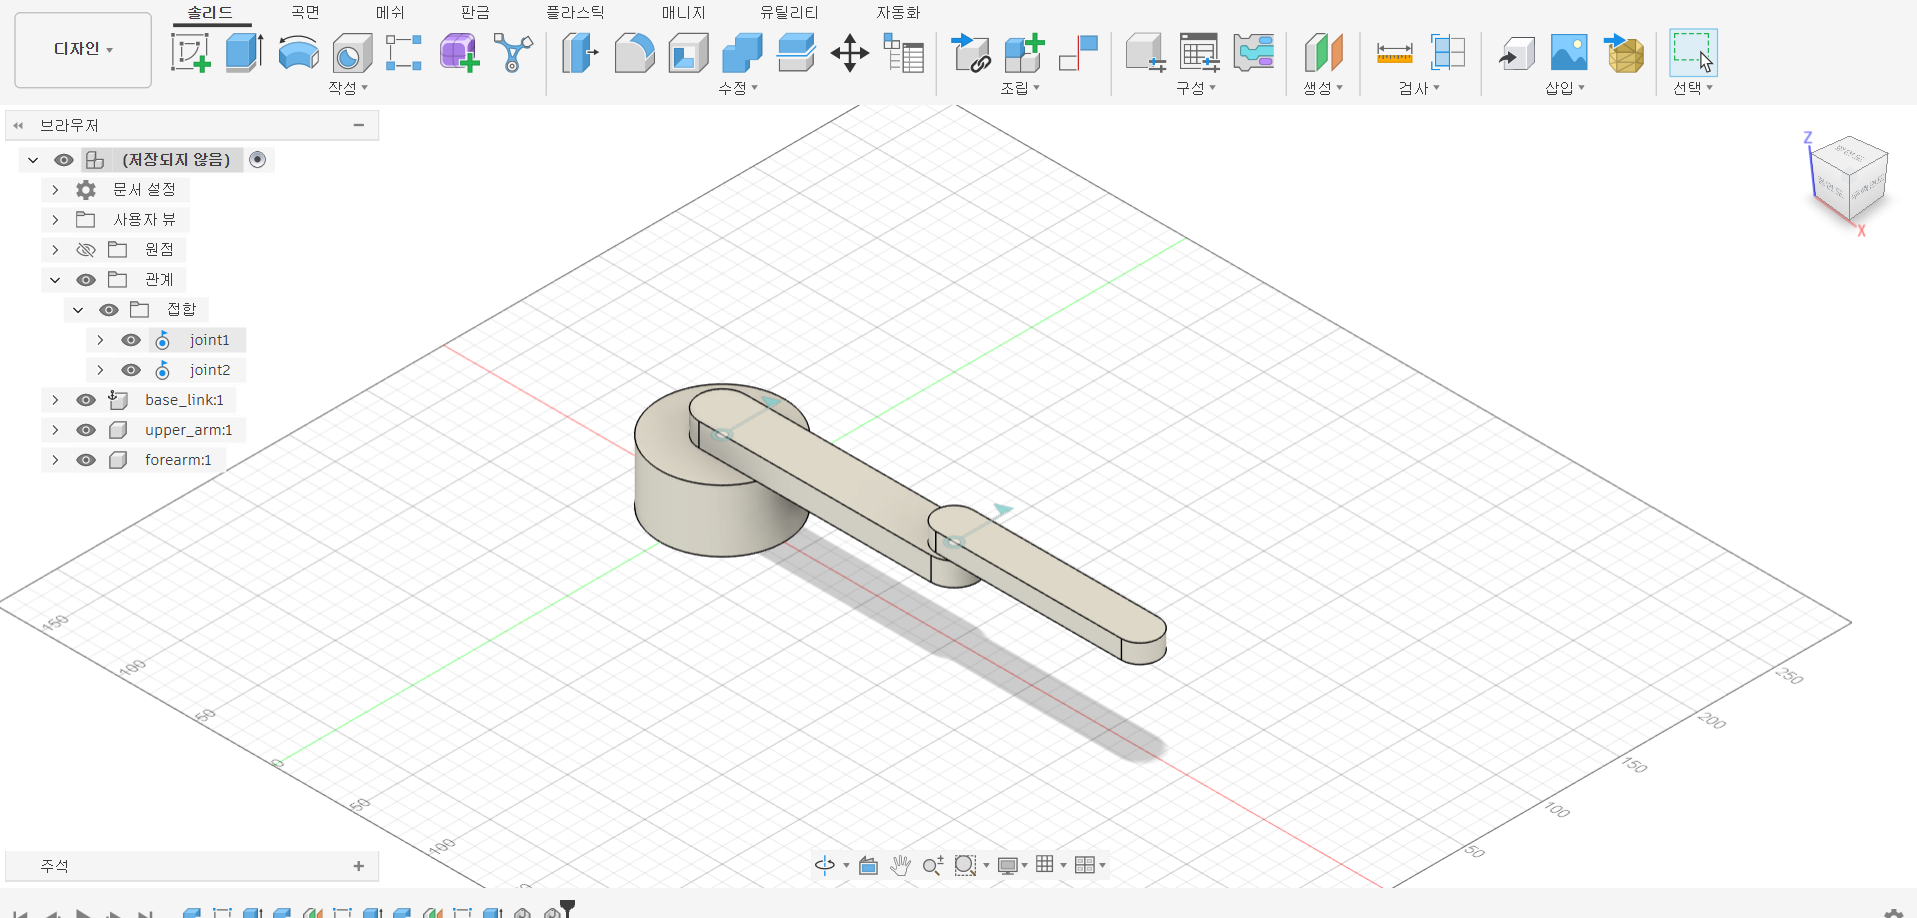 솔리드 곡면 메쉬 판금 플라스틱 매니지 유틸리티 자동화
디자인
작성 수정 조립 구성 생성 검사 삽입 선택
브라우저
(저장되지 않음)
문서 설정
사용자 뷰
원점
관계
접합
joint1
joint2
base_link:1
upper_arm:1
forearm:1
Z
X
150
100
50
0
50
100
250
200
150
100
50
주석